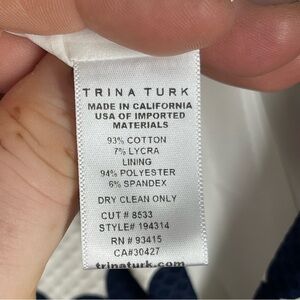 TRINA TURK
MADE IN CALIFORNIA
USA OF IMPORTED
MATERIALS
93% COTTON
7% LYCRA
LINING
94% POLYESTER
6% SPANDEX
DRY CLEAN ONLY
CUT # 8533
STYLE# 194314
RN # 93415
CA#30427
trinaturk.com